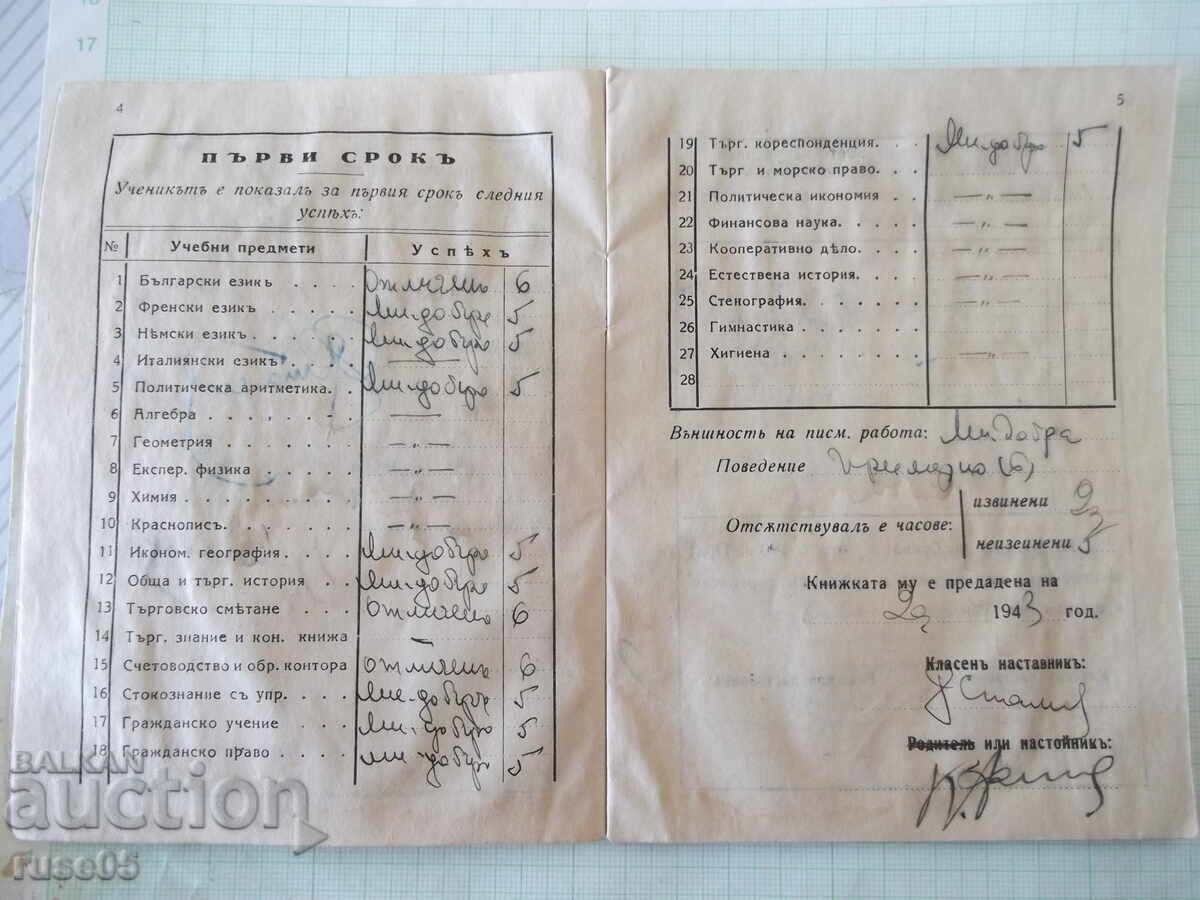 17
4
ПЪРВИ СРОКЪ
Ученикътъ е показалъ за първия срокъ следния
успѣхъ:
№ Учебни предмети Успѣхъ
1 Български езикъ . . . . Отличенъ 6
2 Френски езикъ . . . . . Мн.-добъръ 5
3 Нѣмски езикъ. . . . . . Мн.-добъръ 5
4 Италиянски езикъ . . . . ——
5 Политическа аритметика. . Мн.-добъръ 5
6 Алгебра . . . . . . . ——
7 Геометрия . . . . . . — „ —
8 Експер. физика . . . . . — „ —
9 Химия . . . . . . . . — „ —
10 Краснописъ. . . . . . . — „ —
11 Иконом. география. . . . Мн.-добъръ 5
12 Обща и търг. история . . Мн.-добъръ 5
13 Търговско смѣтане . . . отличенъ 6
14 Търг. знание и кон. книжа —
15 Счетоводство и обр. контора отличенъ 6
16 Стокознание съ упр. . . . Мн.-добъръ 5
17 Гражданско учение . . . Мн.-добъръ 5
18 Гражданско право . . . . мн.-добъръ 5
5
19 Търг. кореспонденция. . . Мн.-добъръ 5
20 Търг и морско право. . .
21 Политическа икономия . . — „ —
22 Финансова наука. . . . . — „ —
23 Кооперативно дѣло. . . . — „ —
24 Естествена история. . . . — „ —
25 Стенография. . . . . . . — „ —
26 Гимнастика . . . . . .
27 Хигиена . . . . . . . — „ —
28
Външность на писм. работа: Мн. добра
Поведение Примерно (6)
извинени
Отсѫтствувалъ е часове:
неизвинени 5
Книжката му е предадена на
1943 год.
Класенъ наставникъ:
Родитель или настойникъ:
BALKAN
auction
ruse05